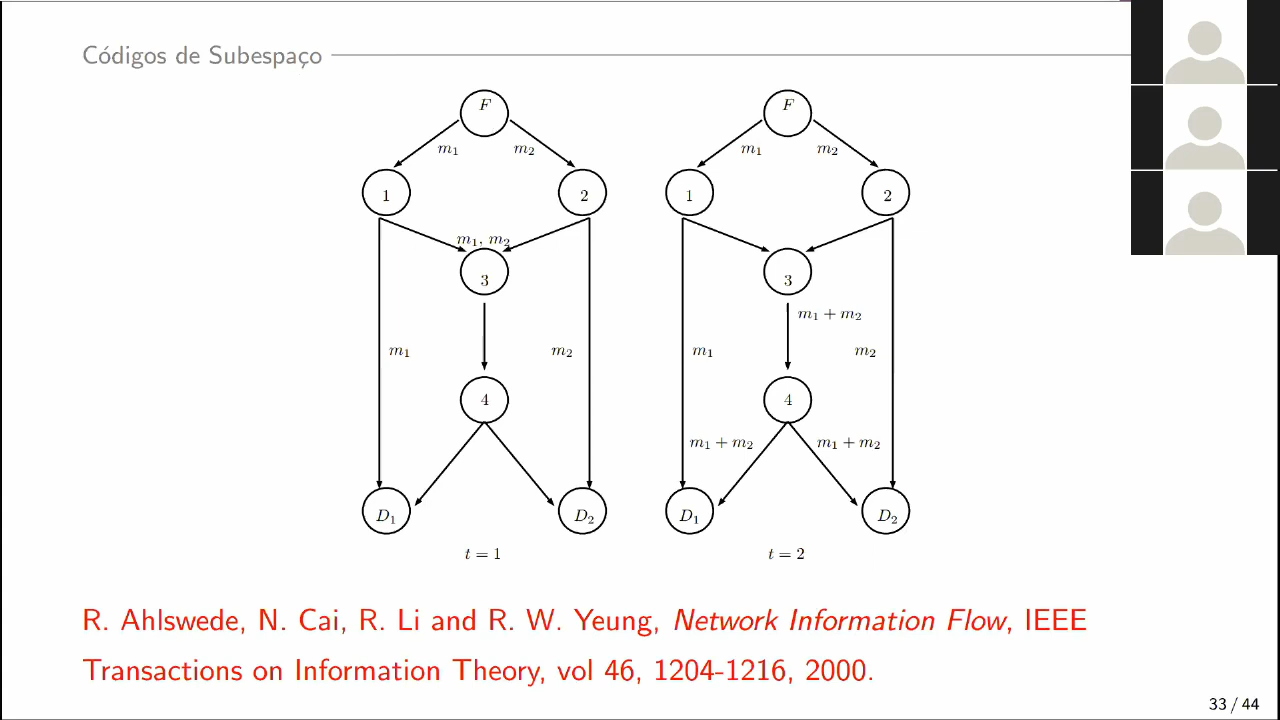 Códigos de Subespaço
F
m₁
m₂
1
2
m₁, m₂
3
m₁
m₂
4
D₁
D₂
t = 1
F
m₁
m₂
1
2
3
m₁ + m₂
m₁
m₂
4
m₁ + m₂
m₁ + m₂
D₁
D₂
t = 2
R. Ahlswede, N. Cai, R. Li and R. W. Yeung, Network Information Flow, IEEE
Transactions on Information Theory, vol 46, 1204-1216, 2000.
33 / 44